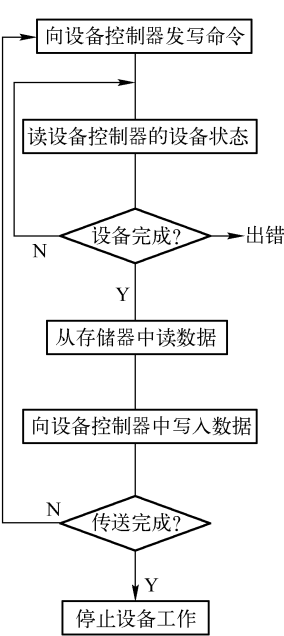 向设备控制器发写命令
读设备控制器的设备状态
设备完成?
出错
N
Y
从存储器中读数据
向设备控制器中写入数据
N
传送完成?
Y
停止设备工作